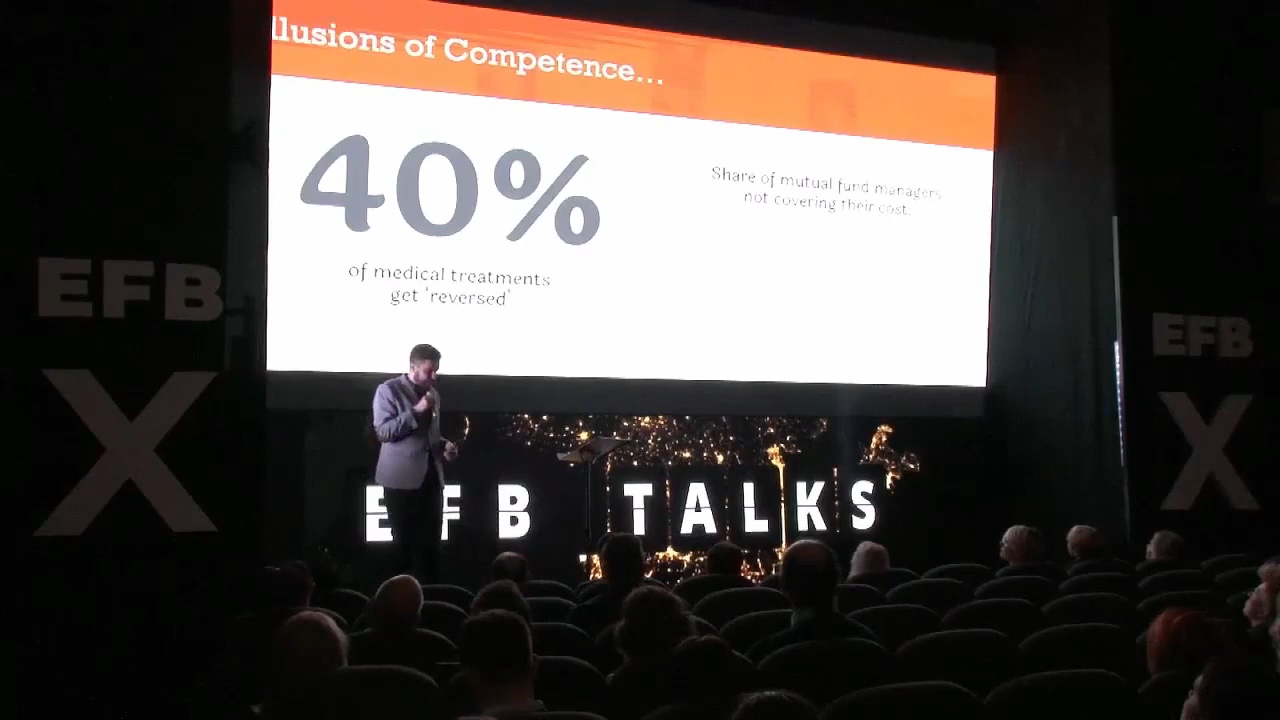 llusions of Competence...
40%
of medical treatments
get 'reversed'
Share of mutual fund managers
not covering their cost.
EFB
X
EFB TALKS
EFB
X